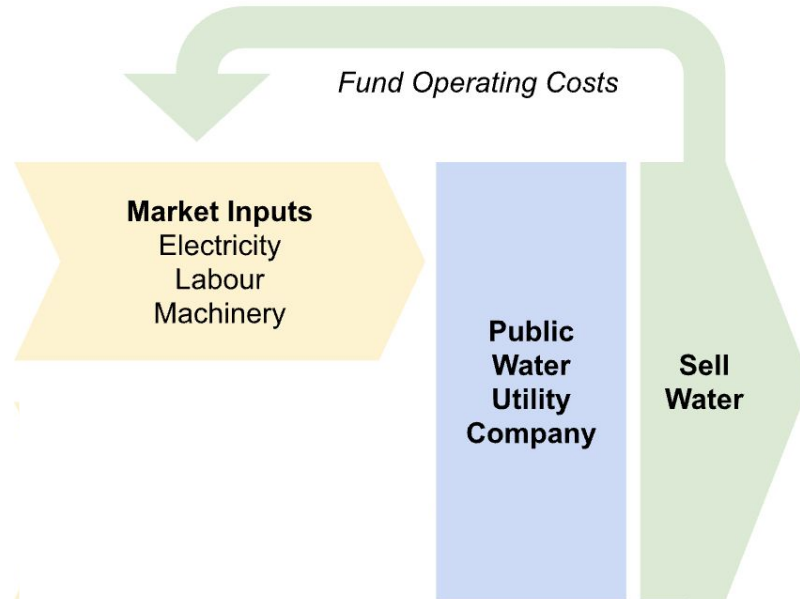 Fund Operating Costs
Market Inputs
Electricity
Labour
Machinery
Public
Water
Utility
Company
Sell
Water